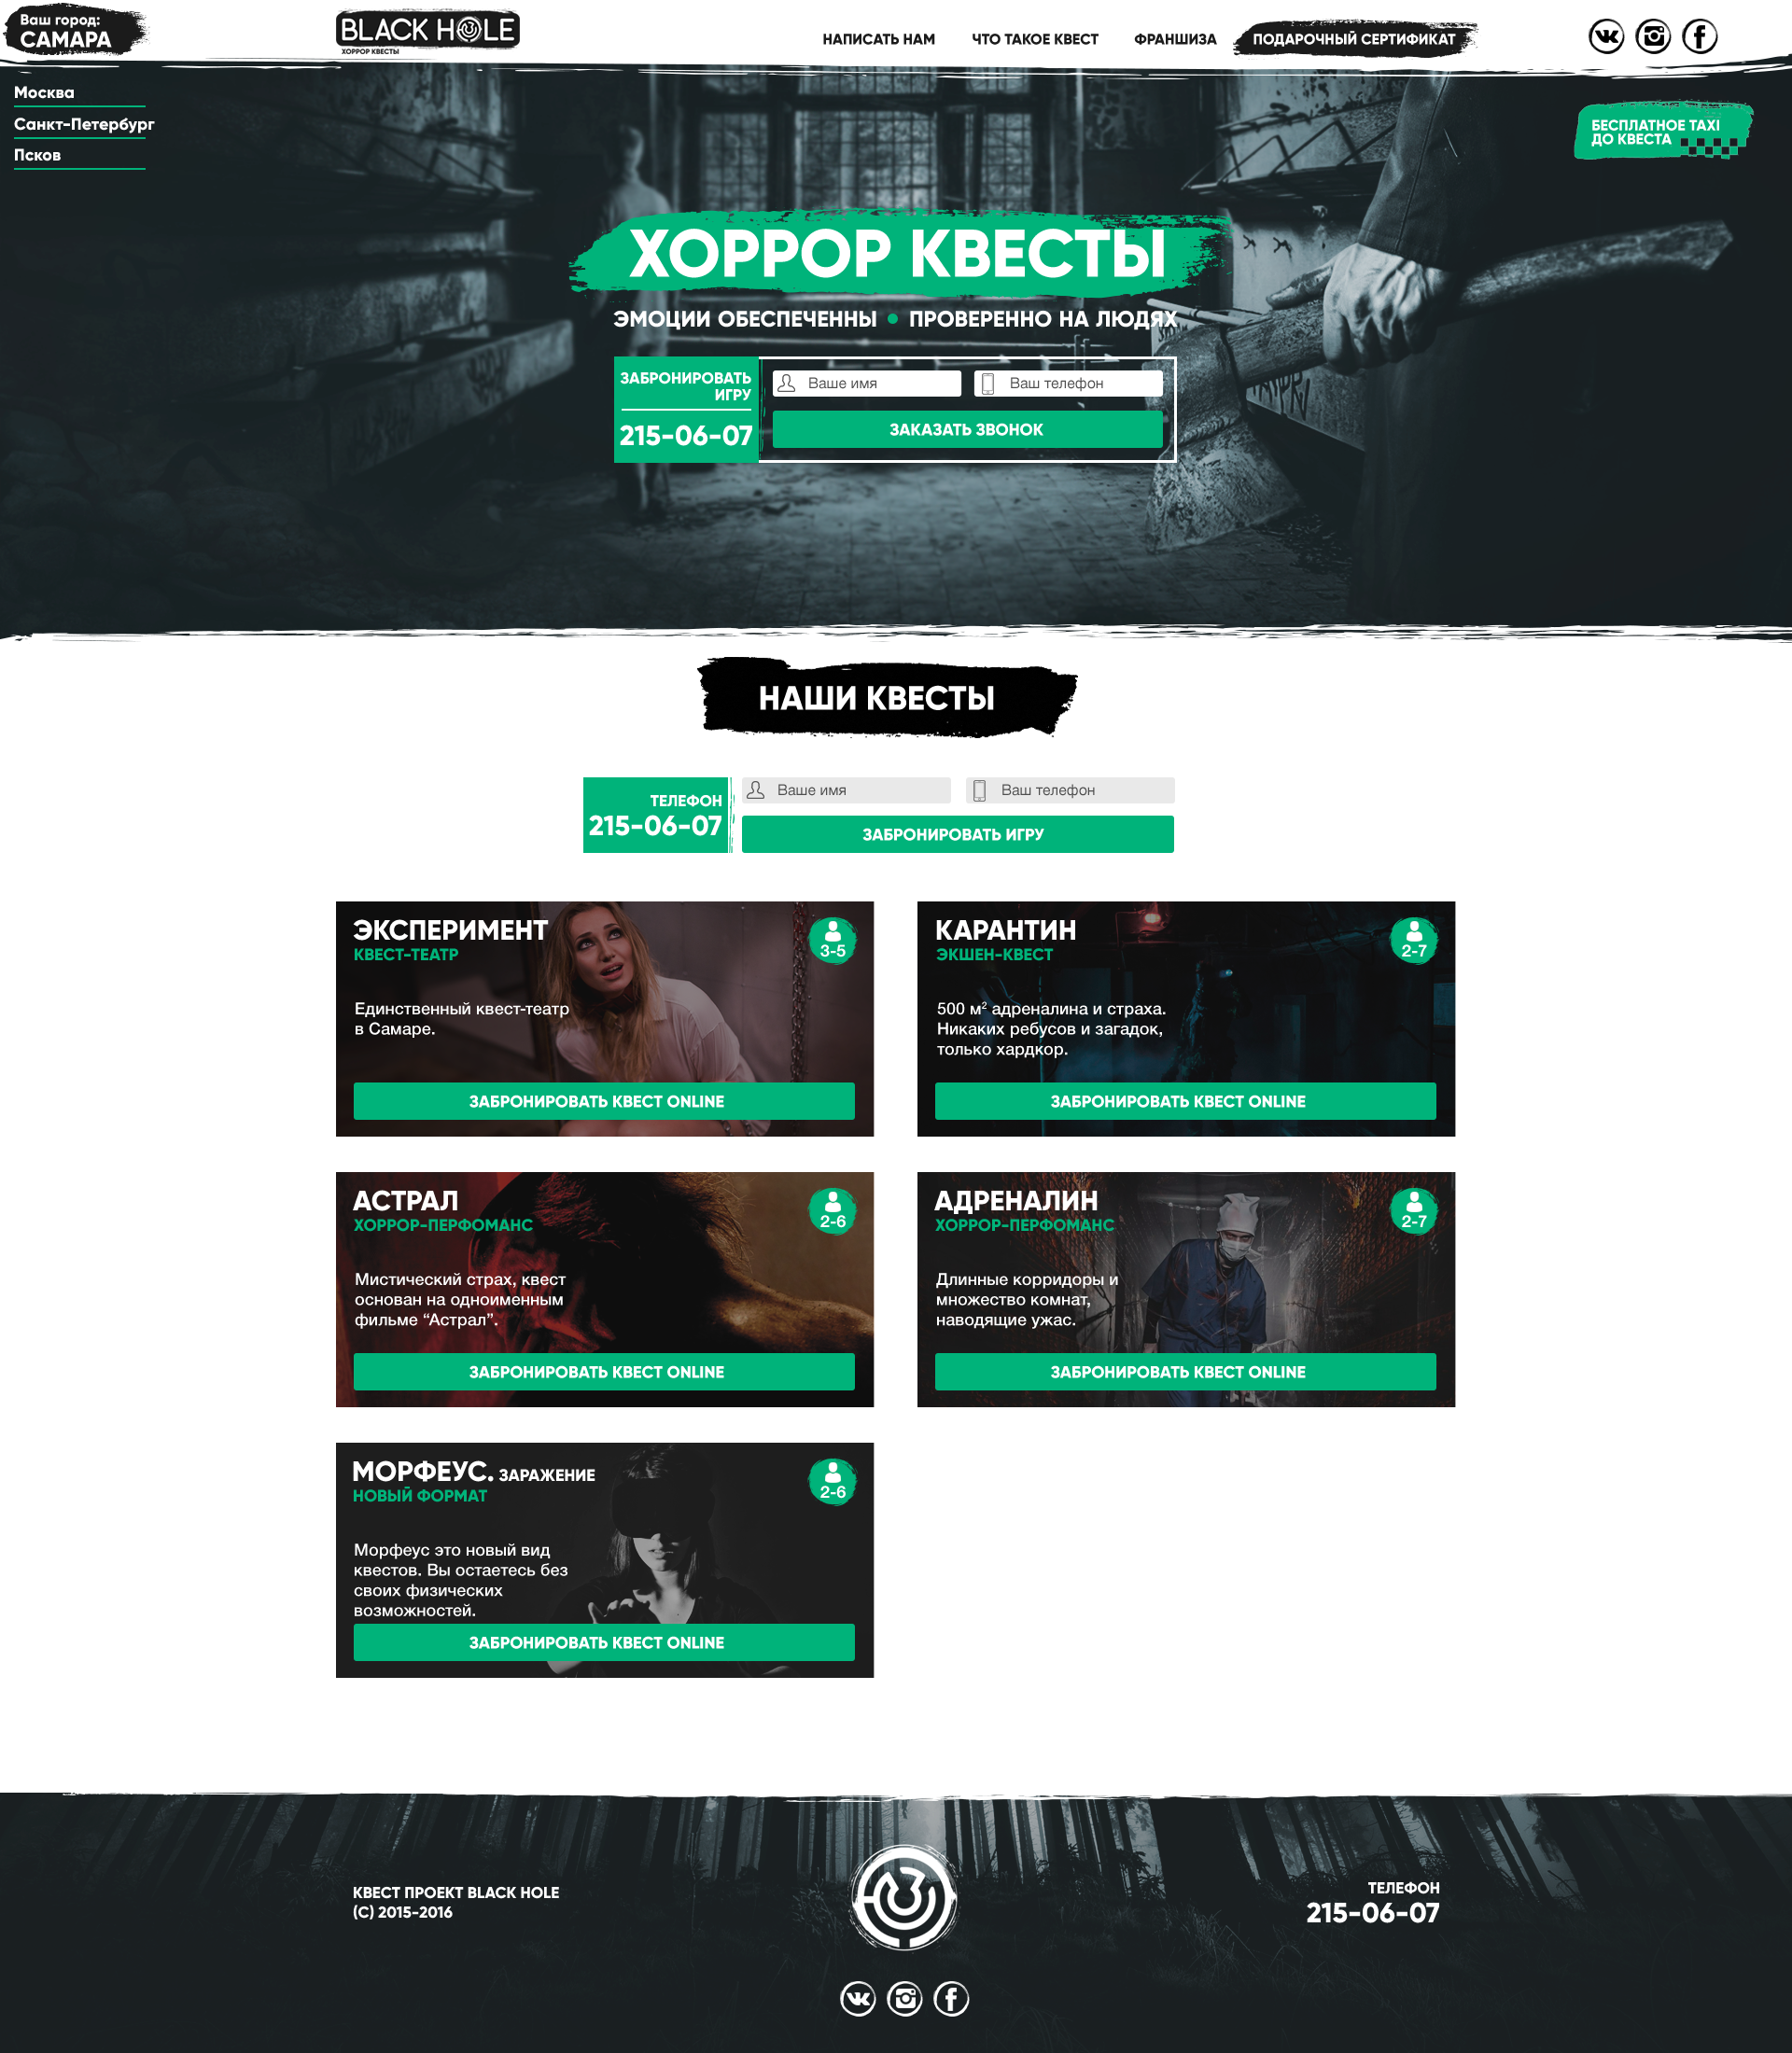 Ваш город:
САМАРА
BLACK HOLE
ХОРРОР КВЕСТЫ
НАПИСАТЬ НАМ
ЧТО ТАКОЕ КВЕСТ
ФРАНШИЗА
ПОДАРОЧНЫЙ СЕРТИФИКАТ
Москва
Санкт-Петербург
Псков
БЕСПЛАТНОЕ TAXI
ДО КВЕСТА
ХОРРОР КВЕСТЫ
ЭМОЦИИ ОБЕСПЕЧЕННЫ • ПРОВЕРЕННО НА ЛЮДЯХ
ЗАБРОНИРОВАТЬ
ИГРУ
215-06-07
Ваше имя
Ваш телефон
ЗАКАЗАТЬ ЗВОНОК
НАШИ КВЕСТЫ
ТЕЛЕФОН
215-06-07
Ваше имя
Ваш телефон
ЗАБРОНИРОВАТЬ ИГРУ
ЭКСПЕРИМЕНТ
КВЕСТ-ТЕАТР
3-5
Единственный квест-театр
в Самаре.
ЗАБРОНИРОВАТЬ КВЕСТ ONLINE
КАРАНТИН
ЭКШЕН-КВЕСТ
2-7
500 м² адреналина и страха.
Никаких ребусов и загадок,
только хардкор.
ЗАБРОНИРОВАТЬ КВЕСТ ONLINE
АСТРАЛ
ХОРРОР-ПЕРФОМАНС
2-6
Мистический страх, квест
основан на одноименным
фильме “Астрал”.
ЗАБРОНИРОВАТЬ КВЕСТ ONLINE
АДРЕНАЛИН
ХОРРОР-ПЕРФОМАНС
2-7
Длинные корридоры и
множество комнат,
наводящие ужас.
ЗАБРОНИРОВАТЬ КВЕСТ ONLINE
МОРФЕУС. ЗАРАЖЕНИЕ
НОВЫЙ ФОРМАТ
2-6
Морфеус это новый вид
квестов. Вы остаетесь без
своих физических
возможностей.
ЗАБРОНИРОВАТЬ КВЕСТ ONLINE
КВЕСТ ПРОЕКТ BLACK HOLE
(C) 2015-2016
ТЕЛЕФОН
215-06-07